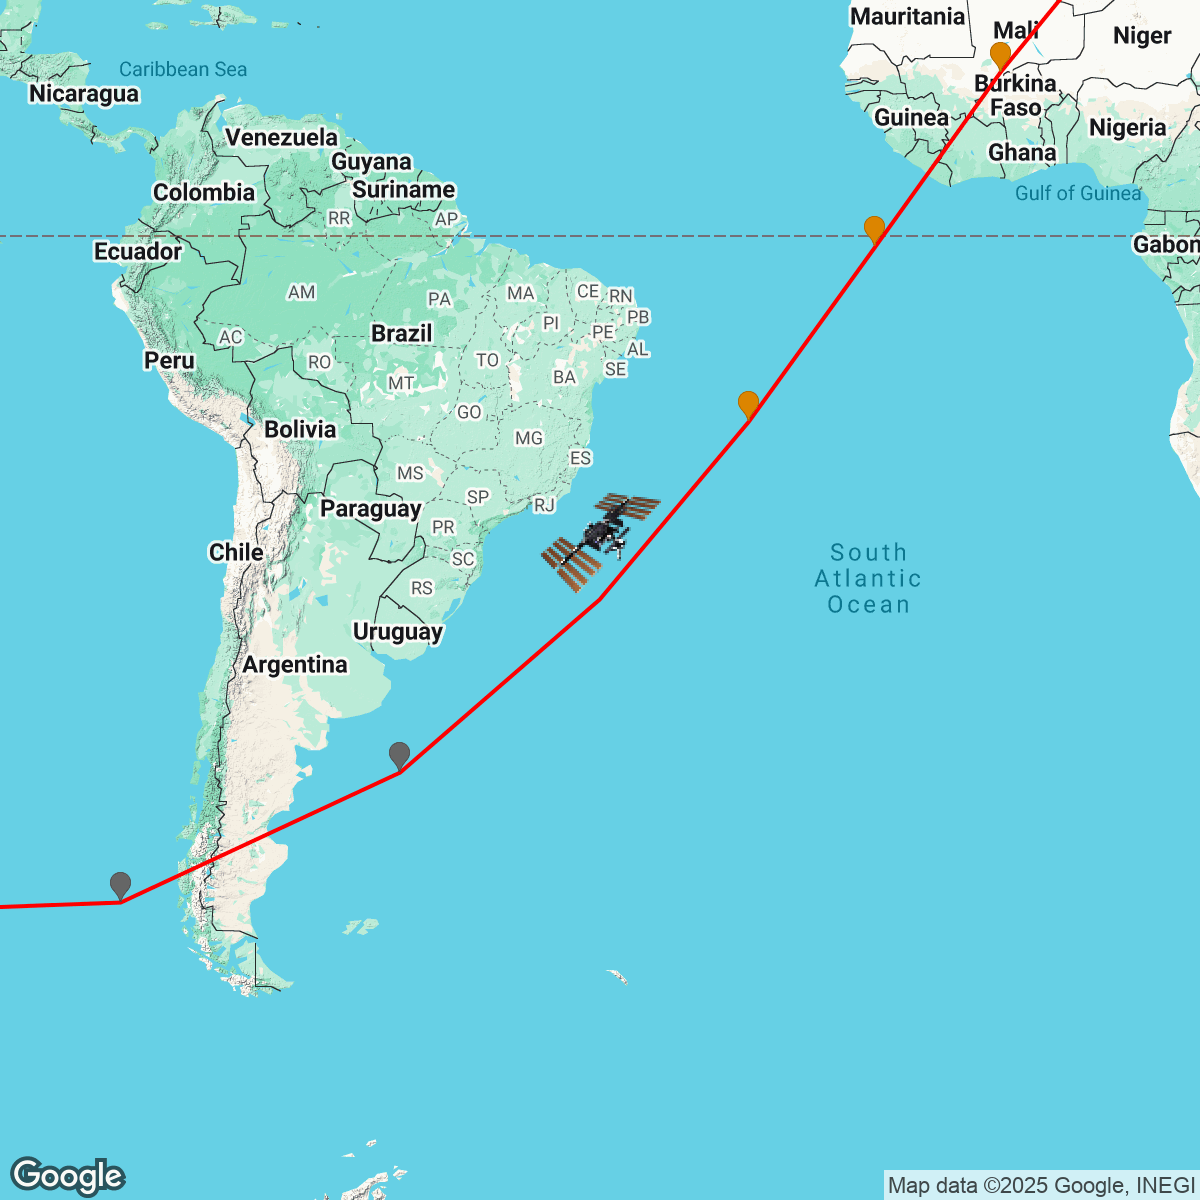 Mauritania
Mali
Niger
Caribbean Sea
Nicaragua
Burkina
Faso
Guinea
Nigeria
Venezuela
Ghana
Guyana
Suriname
Colombia
Gulf of Guinea
RR
AP
Ecuador
Gabon
AM
PA
MA
CE
RN
PB
PI
PE
AC
Brazil
AL
Peru
RO
TO
SE
MT
BA
GO
Bolivia
MG
ES
MS
SP
RJ
Paraguay
PR
Chile
SC
South
Atlantic
Ocean
RS
Uruguay
Argentina
Google
Map data ©2025 Google, INEGI